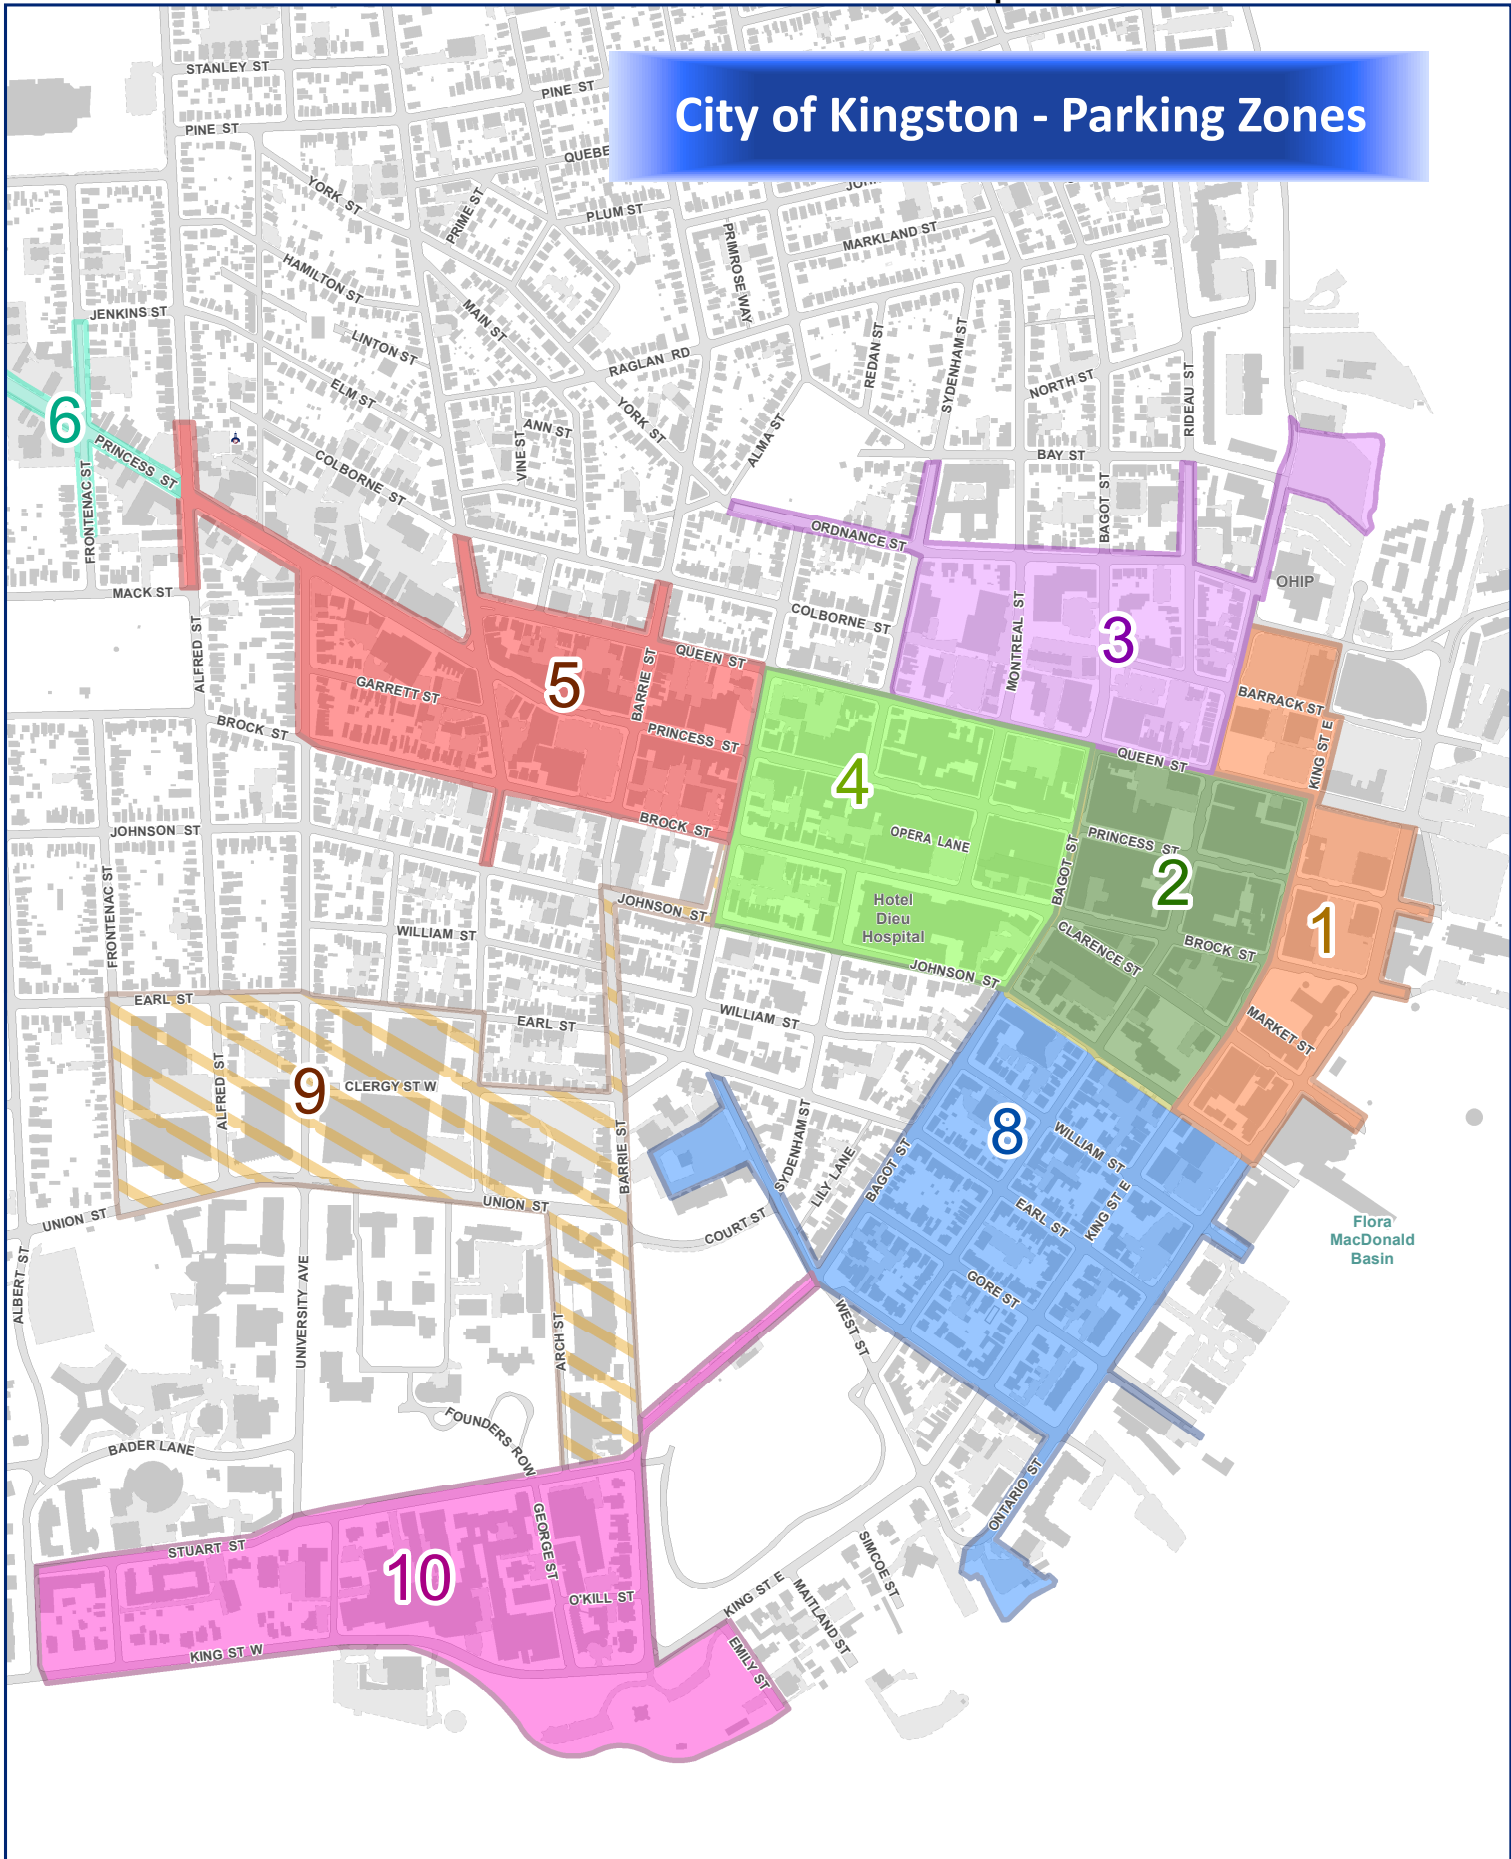 City of Kingston - Parking Zones
STANLEY ST
PINE ST
PINE ST
QUEBE
YORK ST
PRIME ST
PLUM ST
PRIMROSE WAY
MARKLAND ST
HAMILTON ST
MAIN ST
JENKINS ST
LINTON ST
RAGLAN RD
REDAN ST
SYDENHAM ST
NORTH ST
RIDEAU ST
ELM ST
YORK ST
ANN ST
VINE ST
ALMA ST
6
PRINCESS ST
FRONTENAC ST
COLBORNE ST
BAY ST
BAGOT ST
ORDNANCE ST
OHIP
MACK ST
ALFRED ST
COLBORNE ST
MONTREAL ST
3
QUEEN ST
BARRIE ST
5
GARRETT ST
BARRACK ST
KING ST E
BROCK ST
PRINCESS ST
QUEEN ST
4
BROCK ST
OPERA LANE
BAGOT ST
PRINCESS ST
2
JOHNSON ST
FRONTENAC ST
Hotel
Dieu
Hospital
JOHNSON ST
CLARENCE ST
BROCK ST
1
WILLIAM ST
JOHNSON ST
EARL ST
EARL ST
WILLIAM ST
MARKET ST
9
ALFRED ST
CLERGY ST W
BARRIE ST
SYDENHAM ST
LILY LANE
BAGOT ST
8
WILLIAM ST
EARL ST
KING ST E
UNION ST
UNION ST
COURT ST
Flora
MacDonald
Basin
ALBERT ST
UNIVERSITY AVE
ARCH ST
GORE ST
WEST ST
FOUNDERS ROW
BADER LANE
ONTARIO ST
STUART ST
10
GEORGE ST
O'KILL ST
SIMCOE ST
KING ST E
MAITLAND ST
KING ST W
EMILY ST